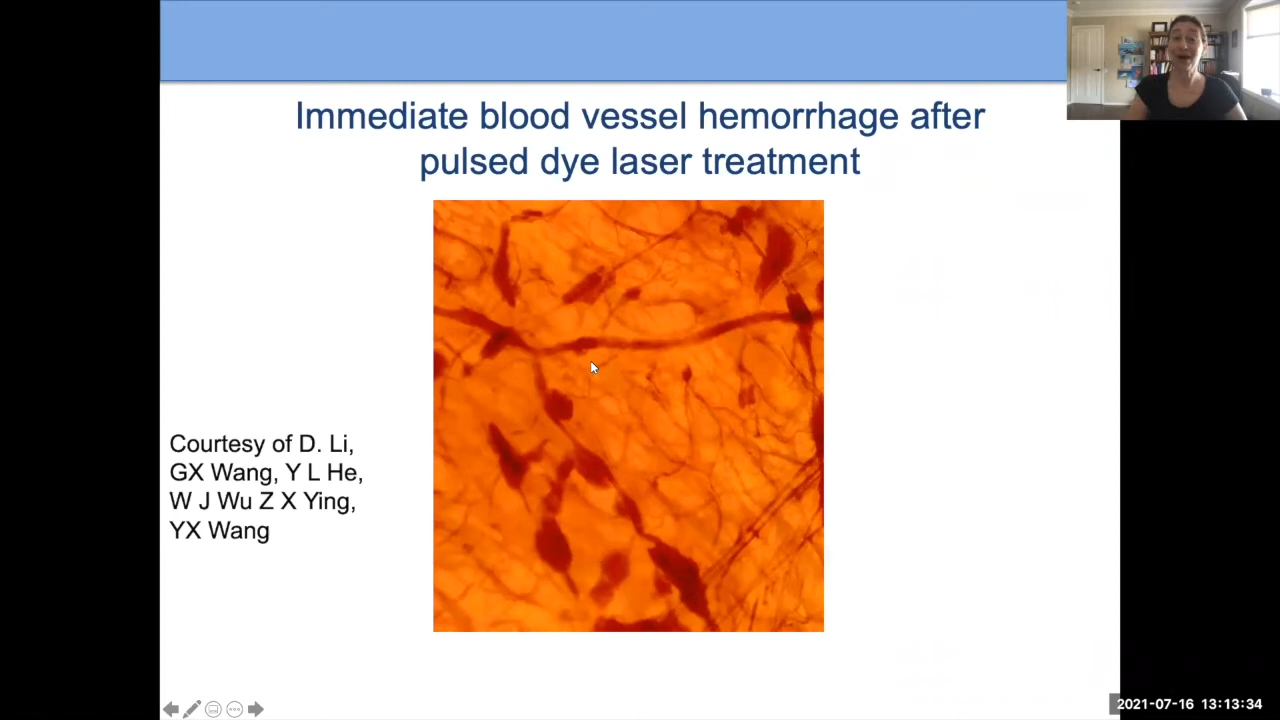 Immediate blood vessel hemorrhage after
pulsed dye laser treatment
Courtesy of D. Li,
GX Wang, Y L He,
W J Wu Z X Ying,
YX Wang
2021-07-16 13:13:34